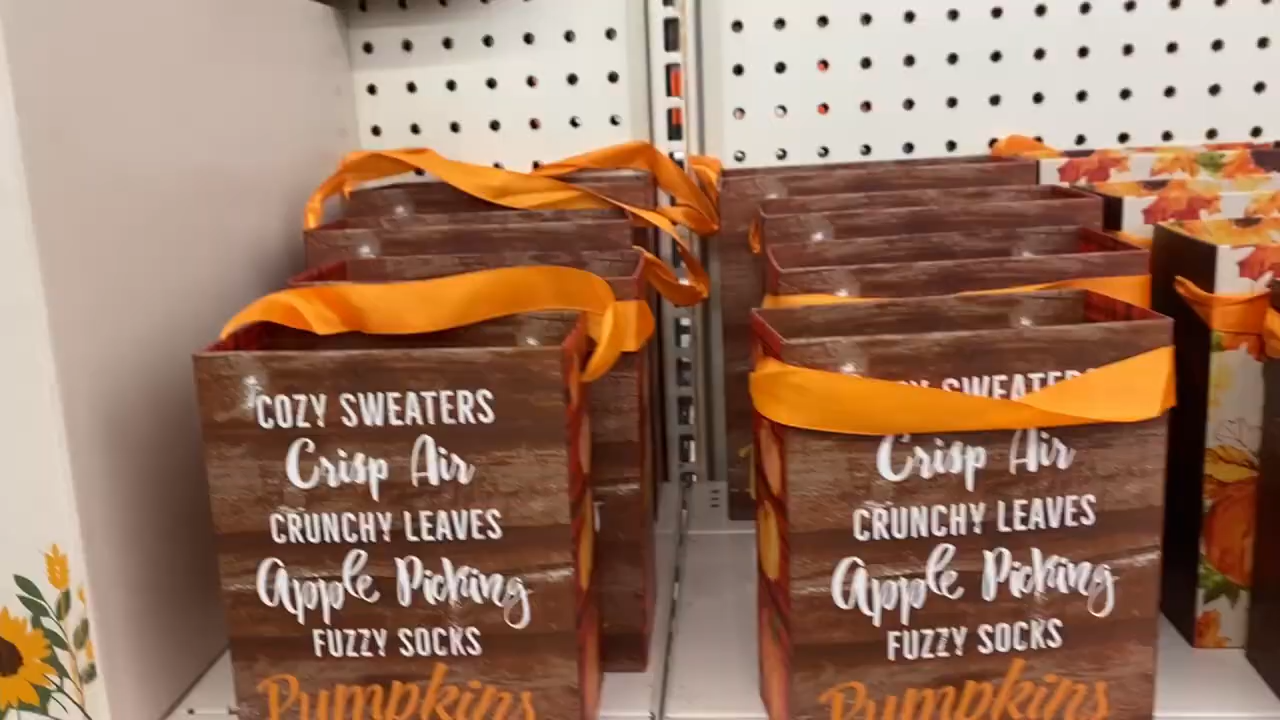 COZY SWEATERS
Crisp Air
CRUNCHY LEAVES
Apple Picking
FUZZY SOCKS
Pumpkins
COZY SWEATERS
Crisp Air
CRUNCHY LEAVES
Apple Picking
FUZZY SOCKS
Pumpkins